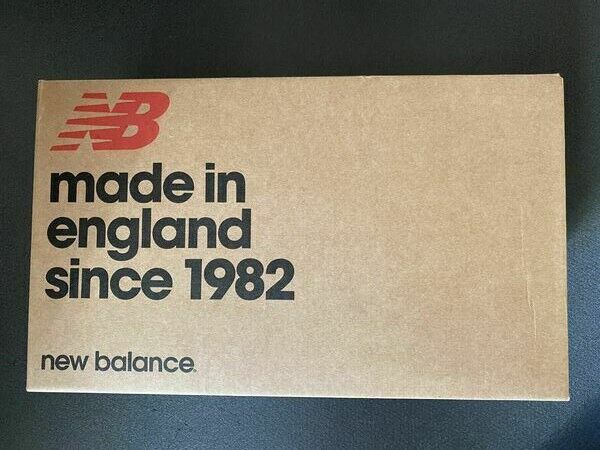 NB
made in
england
since 1982
new balance